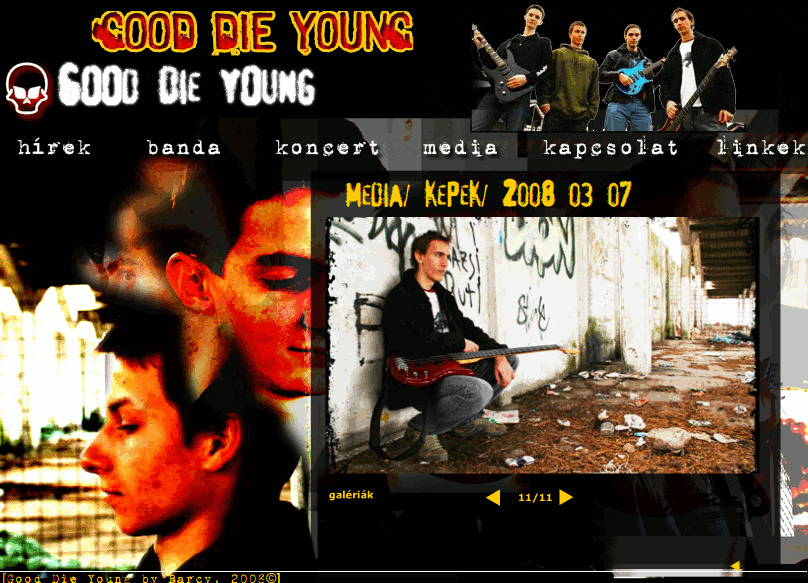 GOOD DIE YOUNG
GOOD DIE YOUNG
hírek banda koncert media kapcsolat linkek
MEDIA/ KEPEK/ 2008 03 07
galériák 11/11
[Good Die Young by Barcy, 2008©]